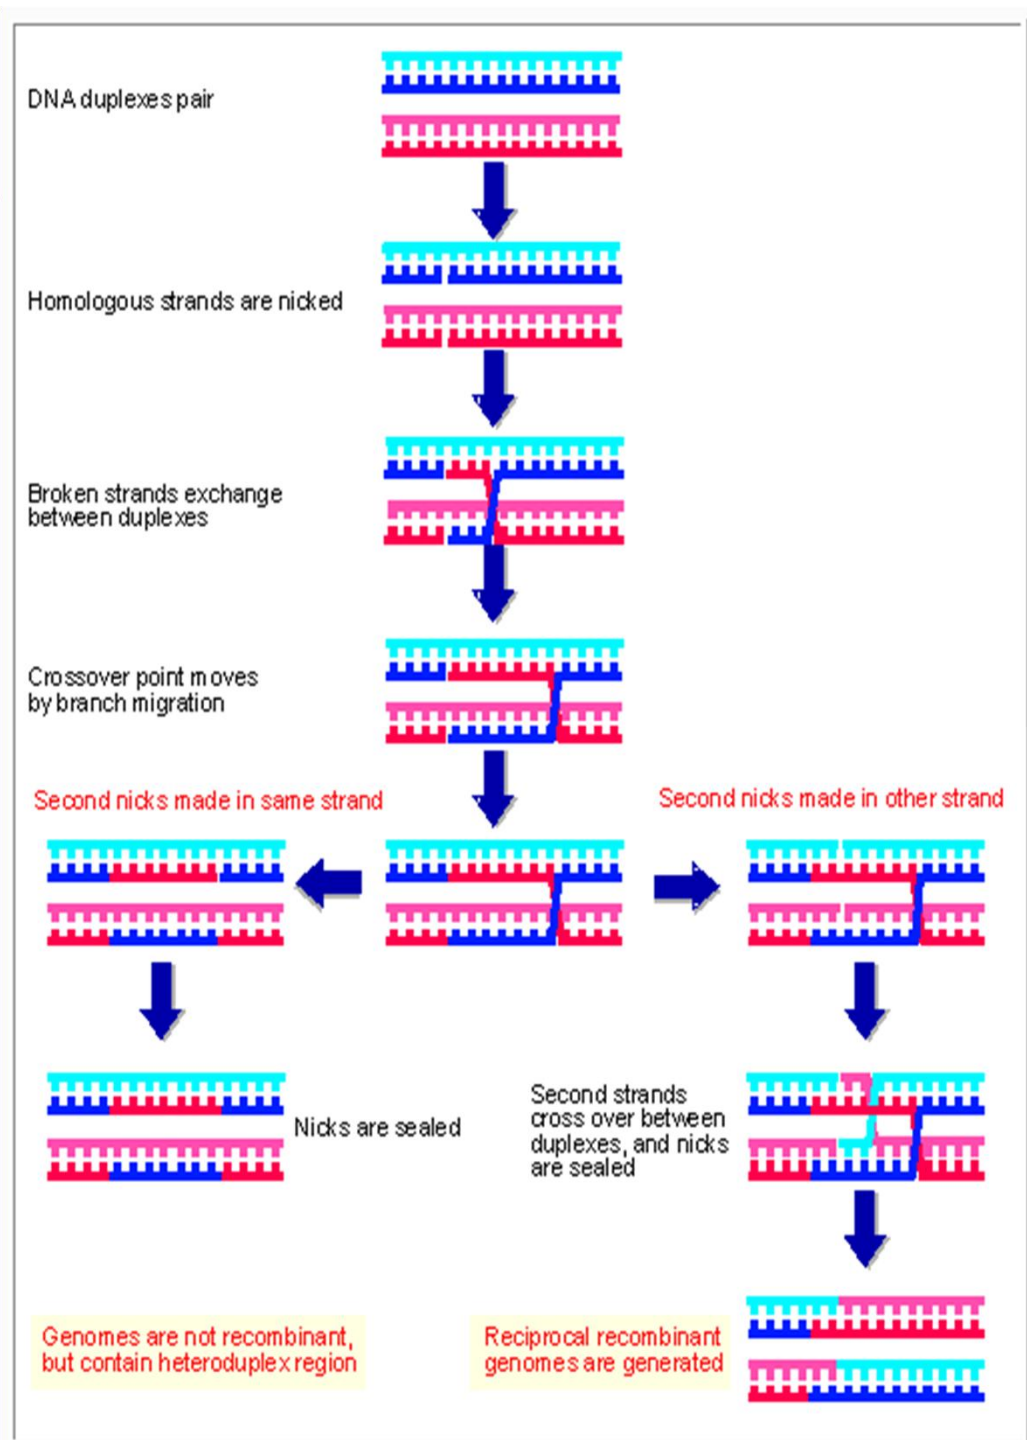 DNA duplexes pair
Homologous strands are nicked
Broken strands exchange
between duplexes
Crossover point moves
by branch migration
Second nicks made in same strand
Second nicks made in other strand
Nicks are sealed
Second strands
cross over between
duplexes, and nicks
are sealed
Genomes are not recombinant,
but contain heteroduplex region
Reciprocal recombinant
genomes are generated